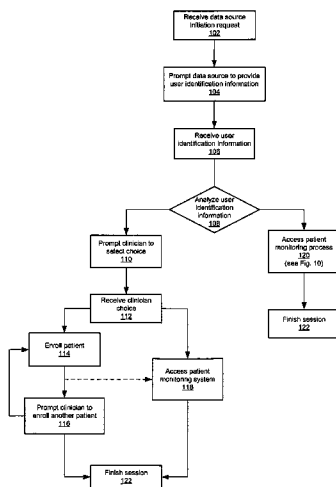 Receive data source
initiation request
102
Prompt data source to provide
user identification information
104
Receive user
identification information
106
Analyze user
identification
information
108
Prompt clinician to
select choice
110
Access patient
monitoring process
120
(see Fig. 10)
Receive clinician
choice
112
Finish session
122
Enroll patient
114
Access patient
monitoring system
118
Prompt clinician to
enroll another patient
116
Finish session
122